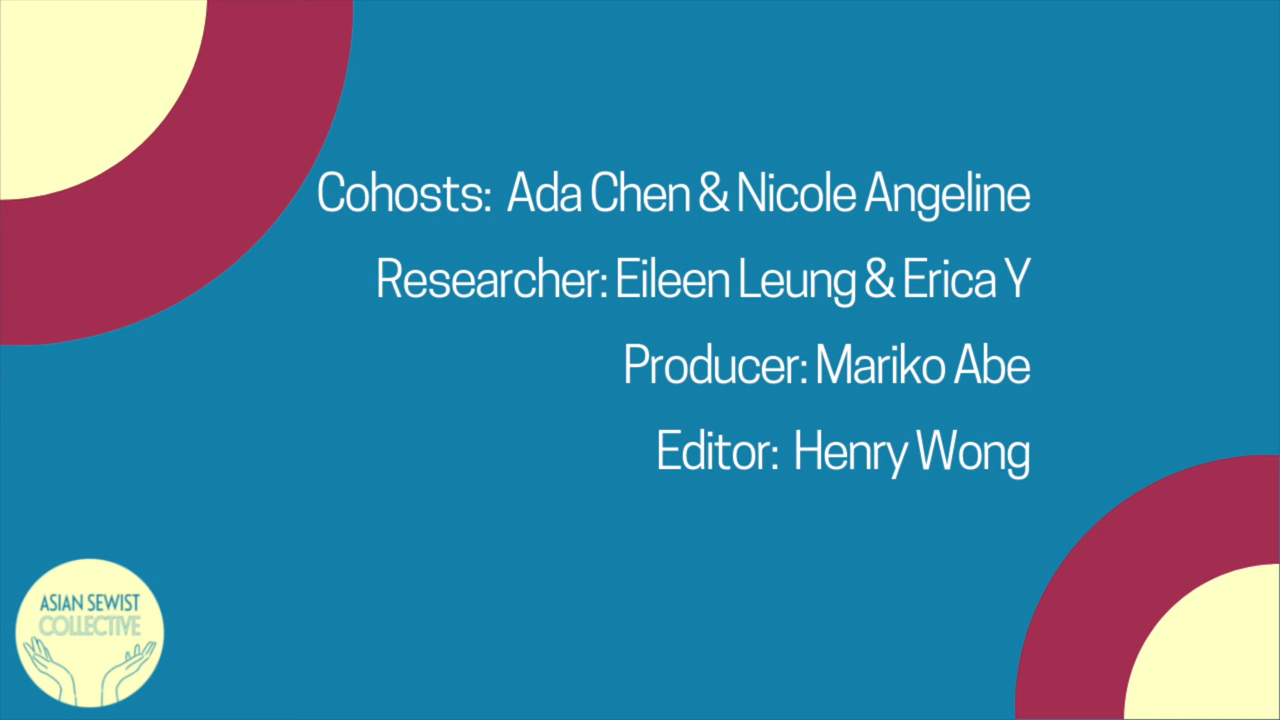 Cohosts: Ada Chen & Nicole Angeline
Researcher: Eileen Leung & Erica Y
Producer: Mariko Abe
Editor: Henry Wong
ASIAN SEWIST
COLLECTIVE